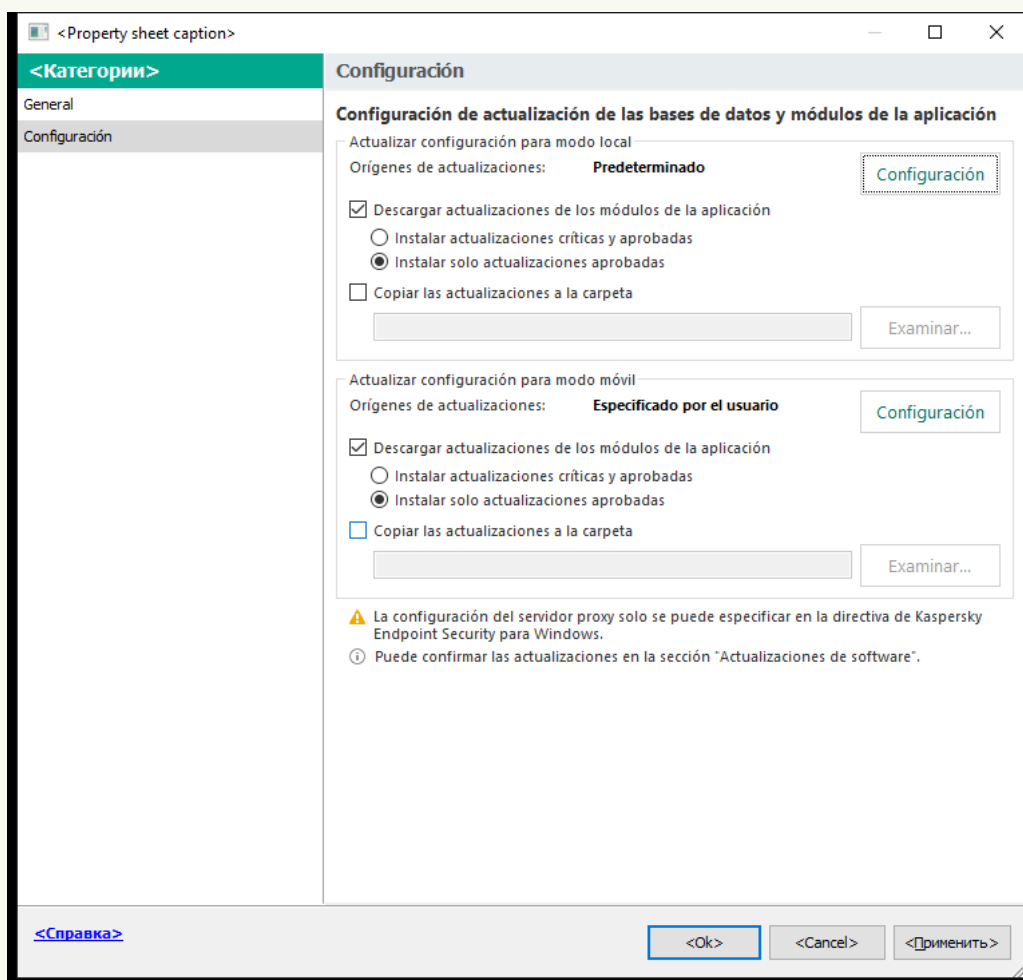 <Property sheet caption>
<Категории>
General
Configuración
Configuración
Configuración de actualización de las bases de datos y módulos de la aplicación
Actualizar configuración para modo local
Orígenes de actualizaciones: Predeterminado
Configuración
Descargar actualizaciones de los módulos de la aplicación
Instalar actualizaciones críticas y aprobadas
Instalar solo actualizaciones aprobadas
Copiar las actualizaciones a la carpeta
Examinar...
Actualizar configuración para modo móvil
Orígenes de actualizaciones: Especificado por el usuario
Configuración
Descargar actualizaciones de los módulos de la aplicación
Instalar actualizaciones críticas y aprobadas
Instalar solo actualizaciones aprobadas
Copiar las actualizaciones a la carpeta
Examinar...
La configuración del servidor proxy solo se puede especificar en la directiva de Kaspersky
Endpoint Security para Windows.
Puede confirmar las actualizaciones en la sección "Actualizaciones de software".
<Справка>
<Ok> <Cancel> <Применить>